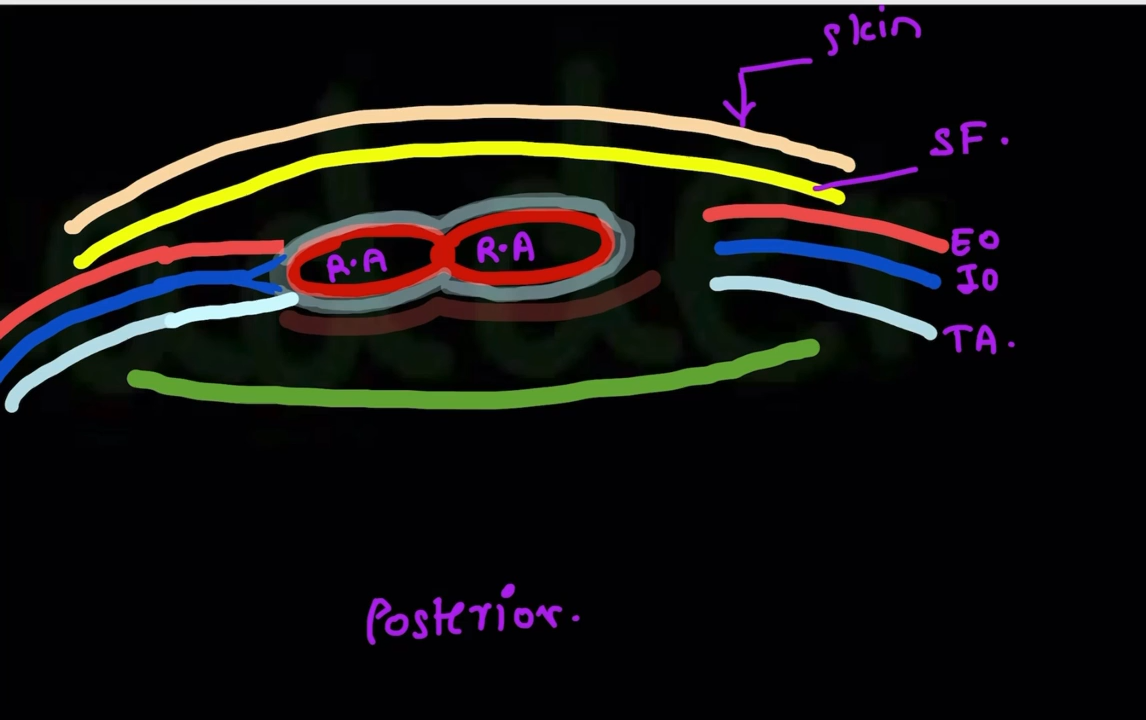 skin
SF.
R.A R.A
EO
IO
TA.
Posterior.